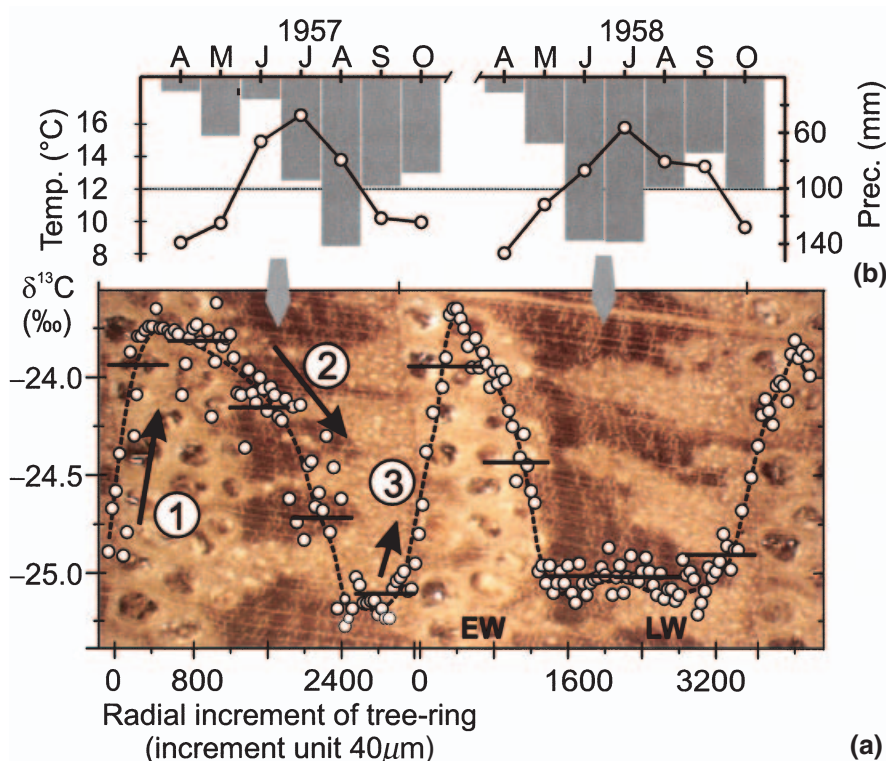 1957
1958
A M J J A S O
A M J J A S O
Temp. (°C)
16
14
12
10
8
60
100
140
Prec. (mm)
(b)
δ13C
(‰)
–24.0
–24.5
–25.0
1
2
3
EW
LW
0 800 2400 0 1600 3200
Radial increment of tree-ring
(increment unit 40μm)
(a)